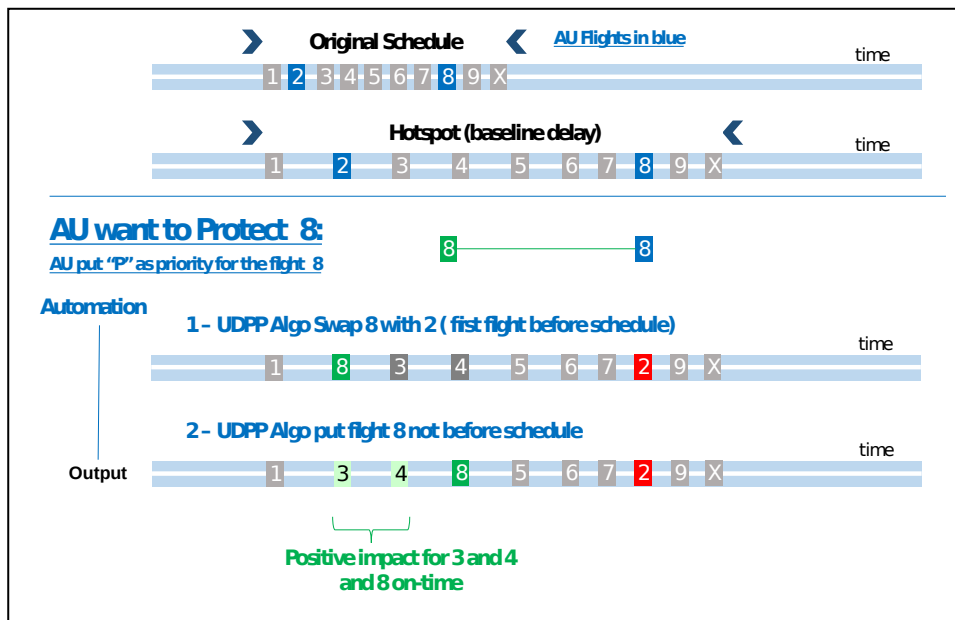 Original Schedule
AU Flights in blue
time
1 2 3 4 5 6 7 8 9 X
Hotspot (baseline delay)
time
1 2 3 4 5 6 7 8 9 X
AU want to Protect 8:
8 8
AU put “P” as priority for the flight 8
Automation
1 – UDPP Algo Swap 8 with 2 ( first flight before schedule)
time
1 8 3 4 5 6 7 2 9 X
2 – UDPP Algo put flight 8 not before schedule
time
Output
1 3 4 8 5 6 7 2 9 X
Positive impact for 3 and 4
and 8 on-time